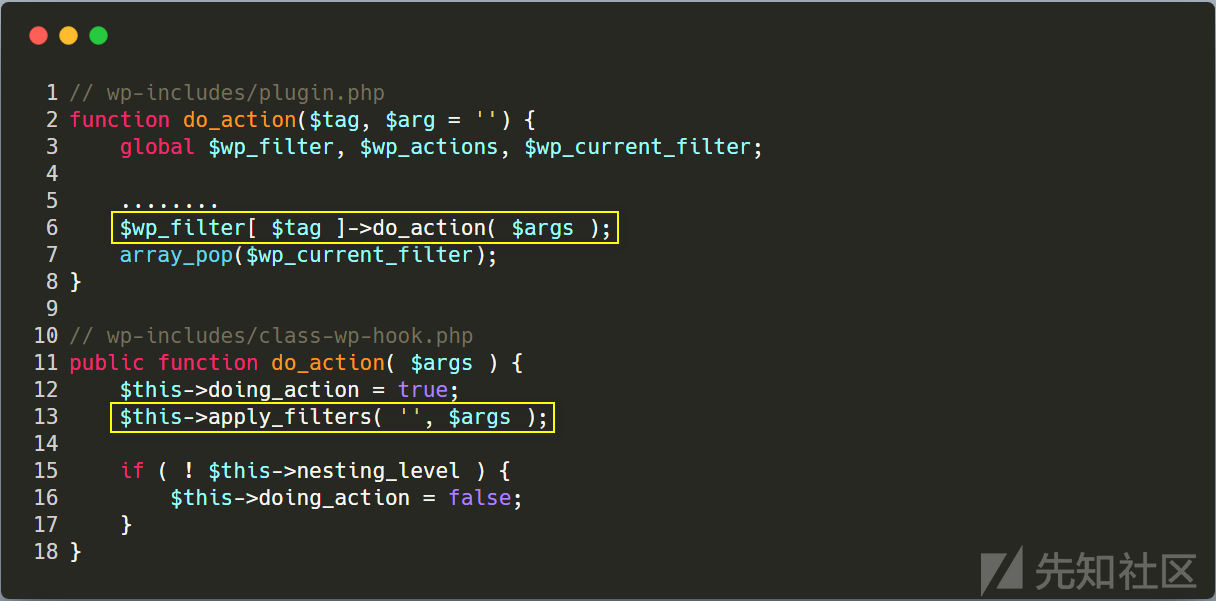 1 // wp-includes/plugin.php
2 function do_action($tag, $arg = '') {
3     global $wp_filter, $wp_actions, $wp_current_filter;
4
5     ........
6     $wp_filter[ $tag ]->do_action( $args );
7     array_pop($wp_current_filter);
8 }
9
10 // wp-includes/class-wp-hook.php
11 public function do_action( $args ) {
12     $this->doing_action = true;
13     $this->apply_filters( '', $args );
14
15     if ( ! $this->nesting_level ) {
16         $this->doing_action = false;
17     }
18 }
先知社区